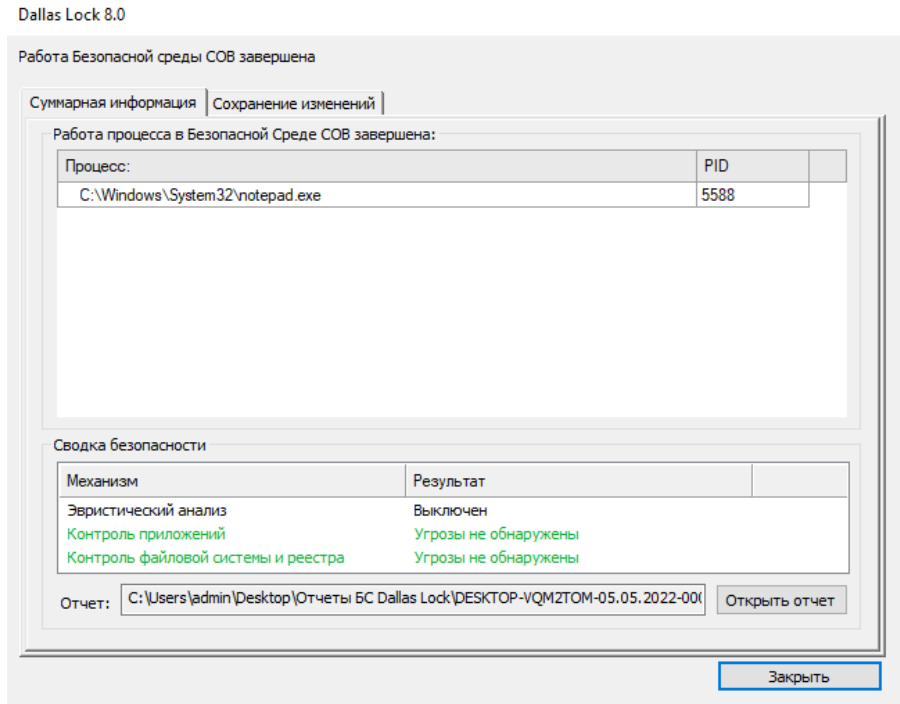 Dallas Lock 8.0
Работа Безопасной среды СОВ завершена
Суммарная информация Сохранение изменений
Работа процесса в Безопасной Среде СОВ завершена:
Процесс: PID
C:\Windows\System32\notepad.exe 5588
Сводка безопасности
Механизм Результат
Эвристический анализ Выключен
Контроль приложений Угрозы не обнаружены
Контроль файловой системы и реестра Угрозы не обнаружены
Отчет: C:\Users\admin\Desktop\Отчеты БС Dallas Lock\DESKTOP-VQM2TOM-05.05.2022-00( Открыть отчет
Закрыть